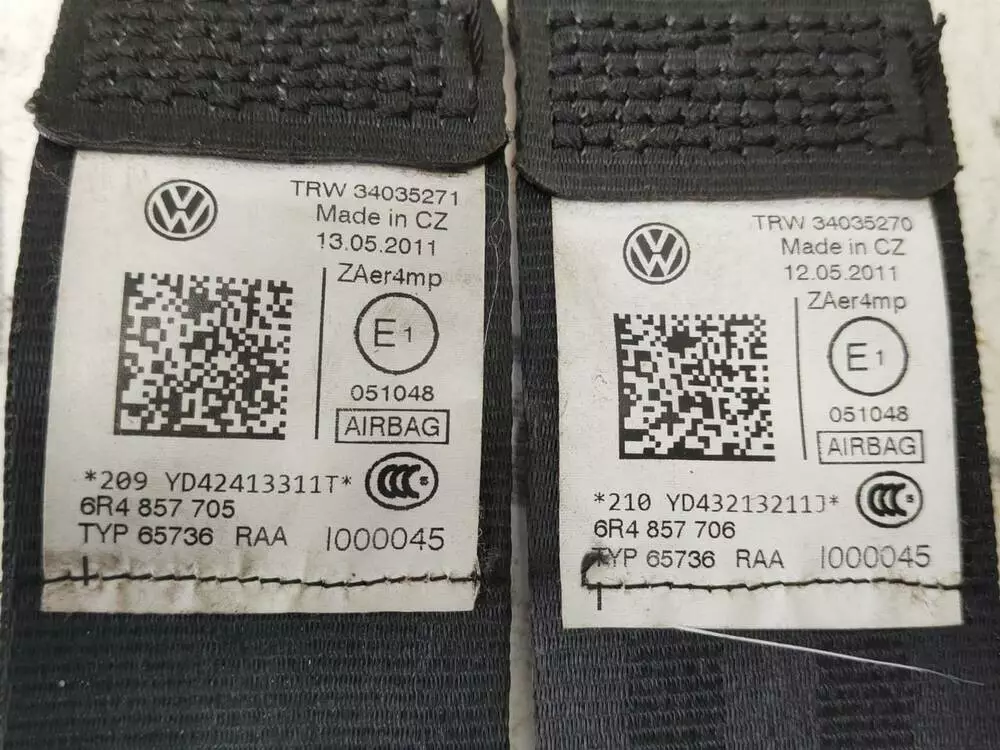 TRW 34035271
Made in CZ
13.05.2011
ZAer4mp
E1
051048
AIRBAG
*209 YD42413311T*
CCC S
6R4 857 705
TYP 65736 RAA I000045
TRW 34035270
Made in CZ
12.05.2011
ZAer4mp
E1
051048
AIRBAG
*210 YD43213211J*
CCC S
6R4 857 706
TYP 65736 RAA I000045